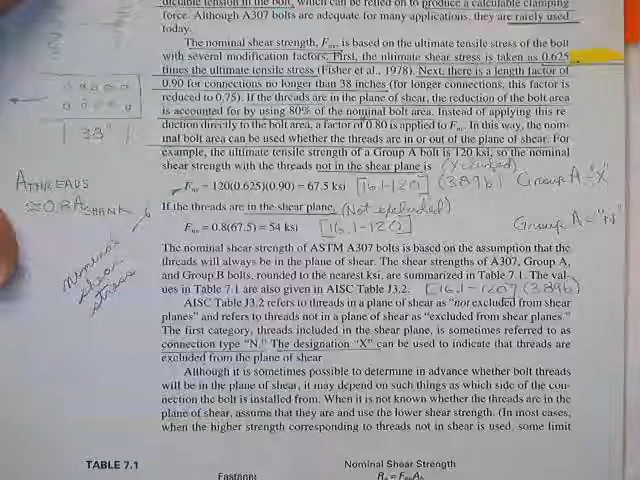 dictable tension in the bolt, which can be relied on to produce a calculable clamping
force. Although A307 bolts are adequate for many applications, they are rarely used
today.
The nominal shear strength, Fnv, is based on the ultimate tensile stress of the bolt
with several modification factors. First, the ultimate shear stress is taken as 0.625
times the ultimate tensile stress (Fisher et al., 1978). Next, there is a length factor of
0.90 for connections no longer than 38 inches (for longer connections, this factor is
reduced to 0.75). If the threads are in the plane of shear, the reduction of the bolt area
is accounted for by using 80% of the nominal bolt area. Instead of applying this re-
duction directly to the bolt area, a factor of 0.80 is applied to Fnv. In this way, the nom-
inal bolt area can be used whether the threads are in or out of the plane of shear. For
example, the ultimate tensile strength of a Group A bolt is 120 ksi, so the nominal
shear strength with the threads not in the shear plane is (Xcluded)
Fnv = 120(0.625)(0.90) = 67.5 ksi [16.1-120] (389b) Group A="X"
If the threads are in the shear plane, (Not excluded)
Fnv = 0.8(67.5) = 54 ksi [16.1-120] Group A="N"
38"
ATHREADS
≈0.8ASHANK
nominal
shear
stress
The nominal shear strength of ASTM A307 bolts is based on the assumption that the
threads will always be in the plane of shear. The shear strengths of A307, Group A,
and Group B bolts, rounded to the nearest ksi, are summarized in Table 7.1. The val-
ues in Table 7.1 are also given in AISC Table J3.2. [16.1-120] (389b)
AISC Table J3.2 refers to threads in a plane of shear as "not excluded from shear
planes" and refers to threads not in a plane of shear as "excluded from shear planes."
The first category, threads included in the shear plane, is sometimes referred to as
connection type "N." The designation "X" can be used to indicate that threads are
excluded from the plane of shear
Although it is sometimes possible to determine in advance whether bolt threads
will be in the plane of shear, it may depend on such things as which side of the con-
nection the bolt is installed from. When it is not known whether the threads are in the
plane of shear, assume that they are and use the lower shear strength. (In most cases,
when the higher strength corresponding to threads not in shear is used, some limit
TABLE 7.1 Nominal Shear Strength
Fastener Rn = FnvAb